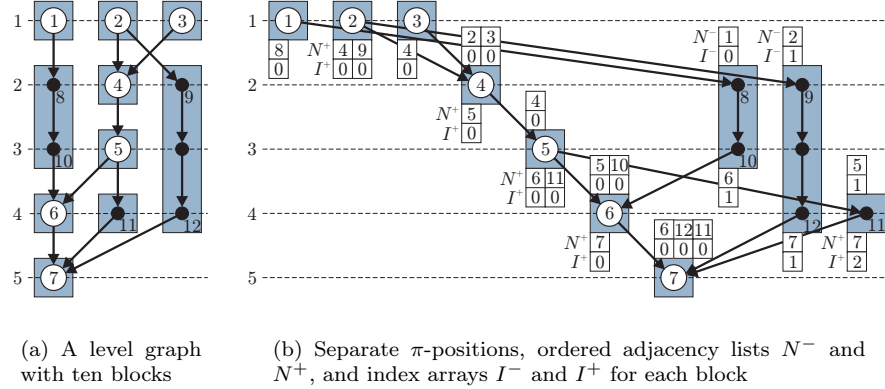 1 1 2 3
2 8 4 9
3 10 5
4 6 11 12
5 7
1 1 2 3 2 3 N⁻ 1 N⁻ 2
8 N⁺ 4 9 4 0 0 I⁻ 0 I⁻ 1
0 I⁺ 0 0 0
2 4 8 9
N⁺ 5 4
I⁺ 0 0
3 5 10
N⁺ 6 11 5 10 6 5
I⁺ 0 0 0 0 1 1
4 6 12 11
N⁺ 7 6 12 11 7 N⁺ 7
I⁺ 0 0 0 0 1 I⁺ 2
5 7
(a) A level graph
with ten blocks
(b) Separate π-positions, ordered adjacency lists N⁻ and
N⁺, and index arrays I⁻ and I⁺ for each block